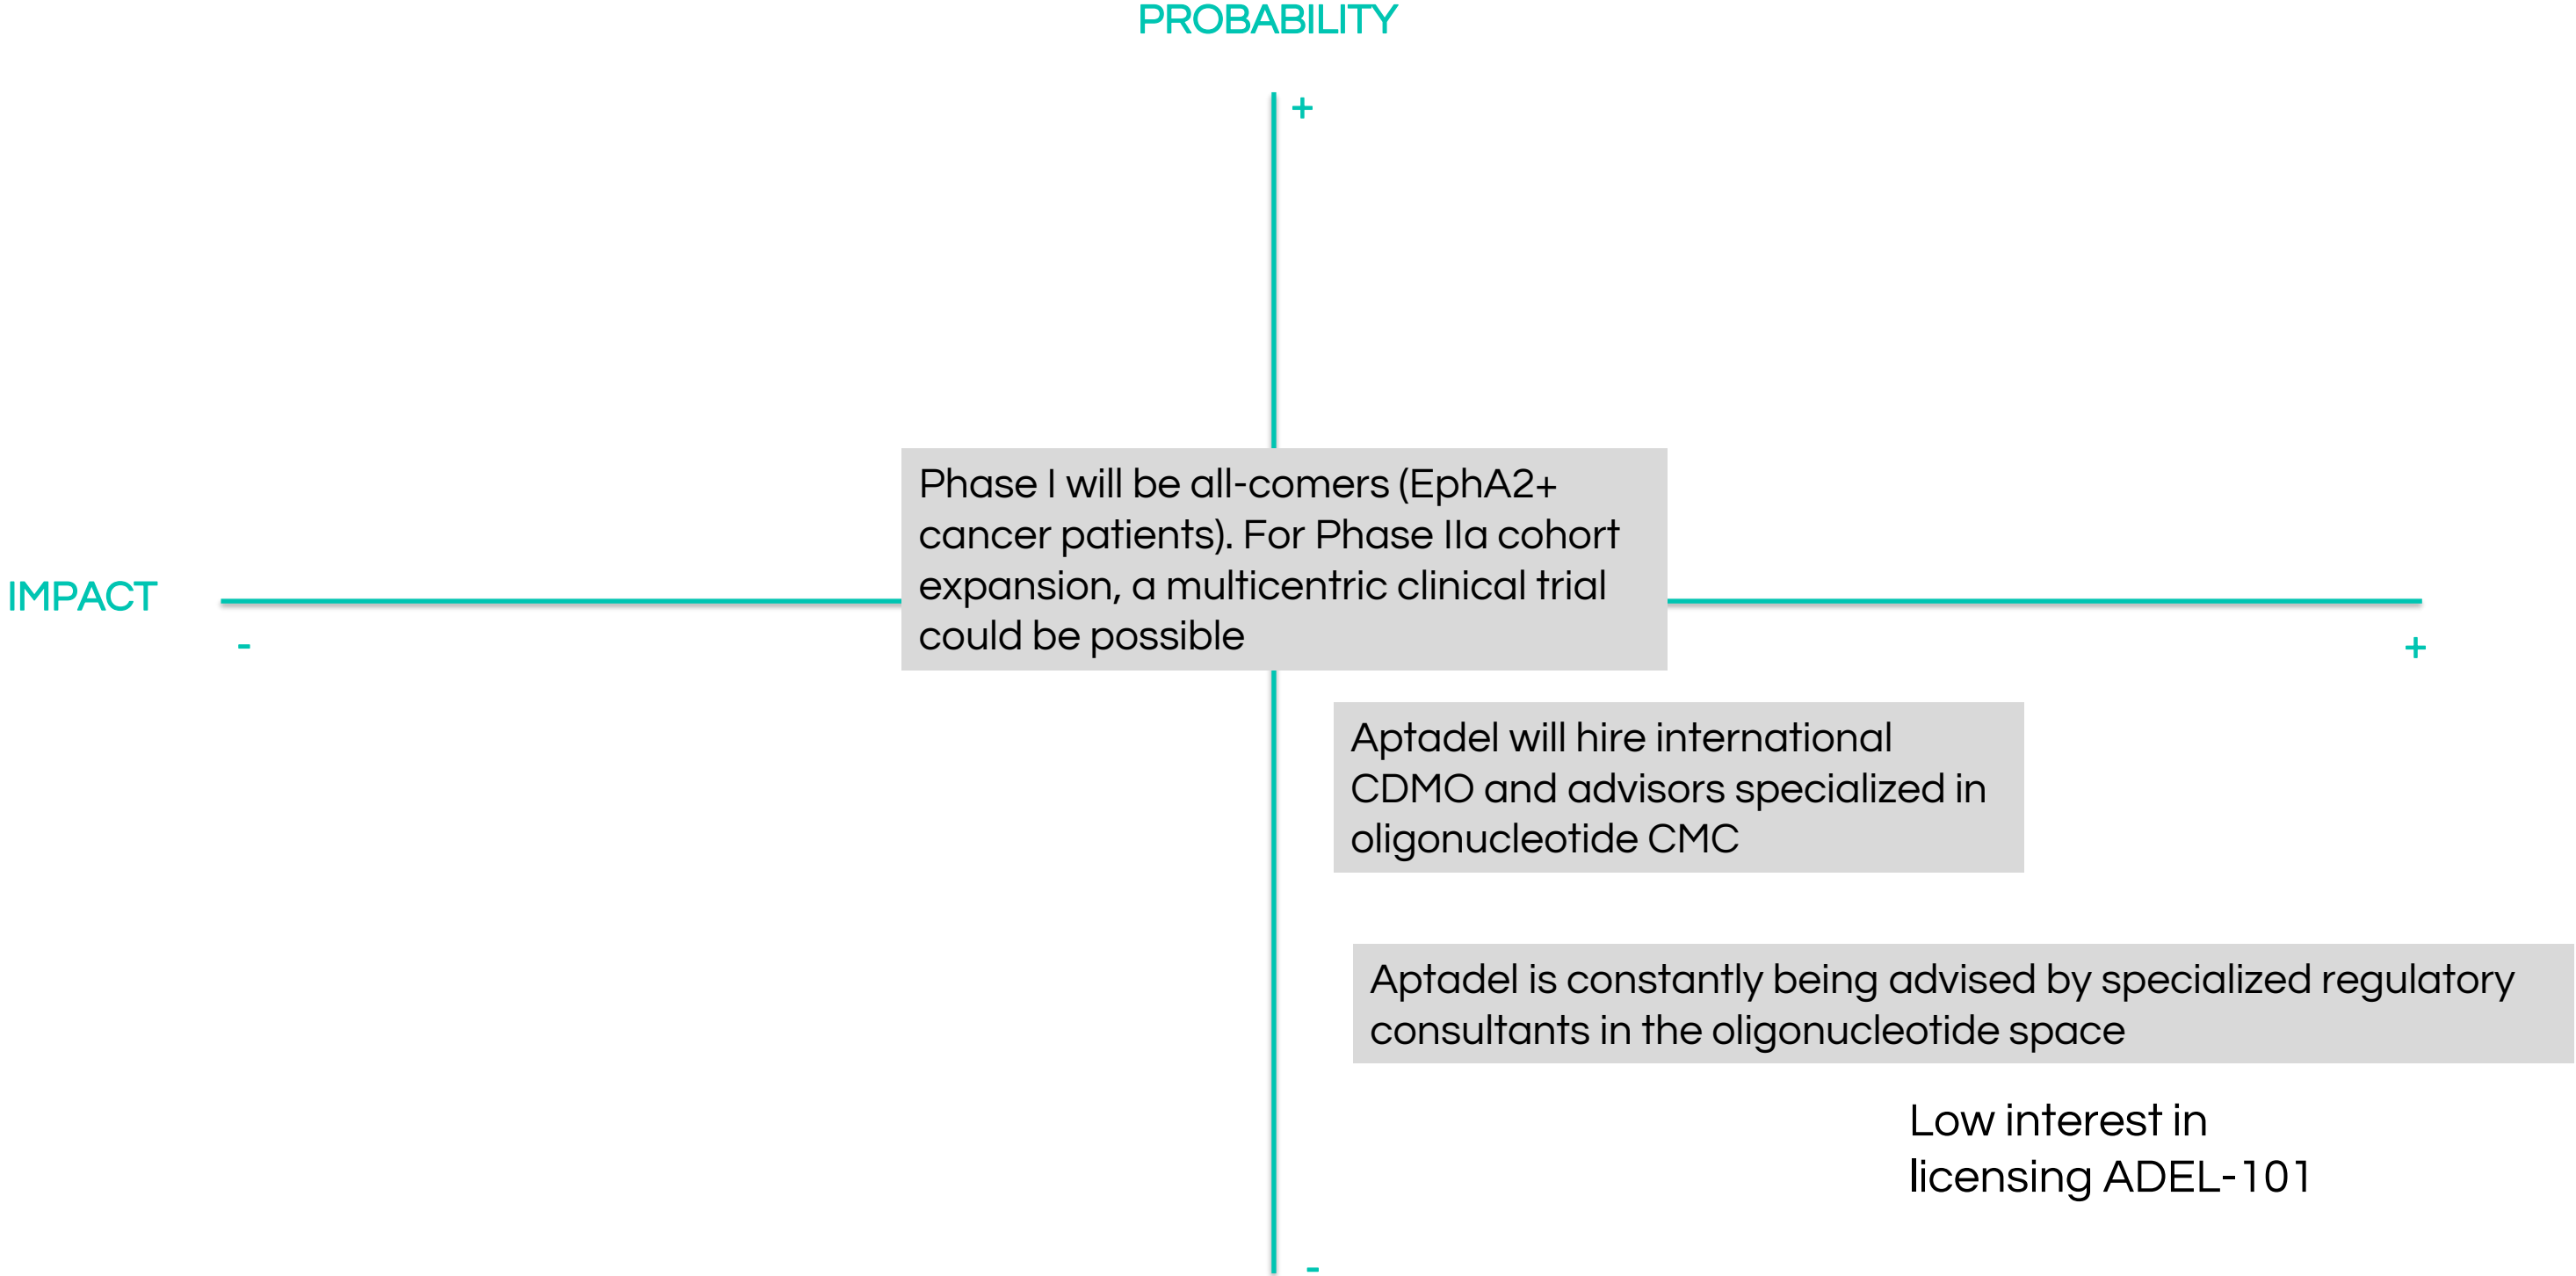 PROBABILITY
+
Phase I will be all-comers (EphA2+
cancer patients). For Phase IIa cohort
expansion, a multicentric clinical trial
could be possible
IMPACT
-
+
Aptadel will hire international
CDMO and advisors specialized in
oligonucleotide CMC
Aptadel is constantly being advised by specialized regulatory
consultants in the oligonucleotide space
Low interest in
licensing ADEL-101
-